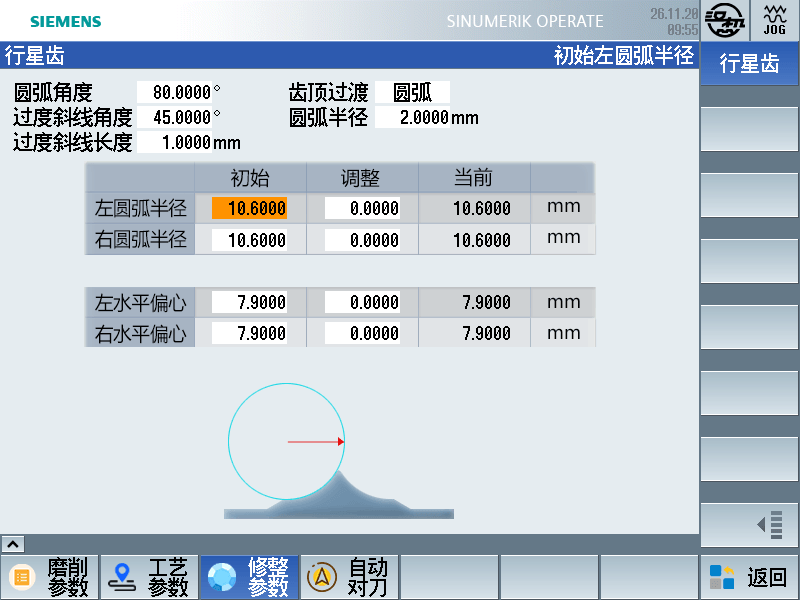 SIEMENS
SINUMERIK OPERATE
26.11.20
09:55
汉机
JOG
行星齿
初始左圆弧半径
行星齿
圆弧角度 80.0000° 齿顶过渡 圆弧
过度斜线角度 45.0000° 圆弧半径 2.0000mm
过度斜线长度 1.0000mm
初始 调整 当前
左圆弧半径 10.6000 0.0000 10.6000 mm
右圆弧半径 10.6000 0.0000 10.6000 mm
左水平偏心 7.9000 0.0000 7.9000 mm
右水平偏心 7.9000 0.0000 7.9000 mm
磨削
参数
工艺
参数
修整
参数
A
自动
对刀
返回